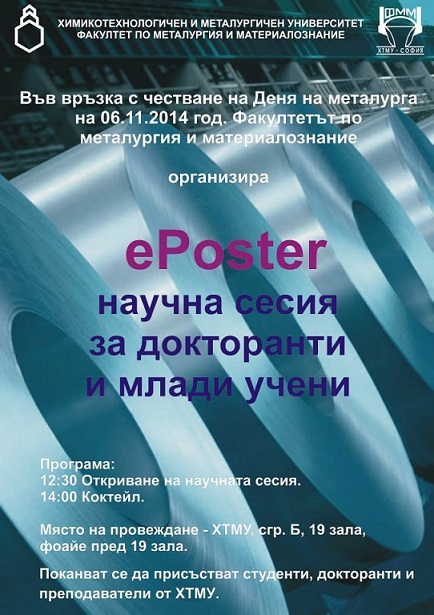 ХИМИКОТЕХНОЛОГИЧЕН И МЕТАЛУРГИЧЕН УНИВЕРСИТЕТ
ФАКУЛТЕТ ПО МЕТАЛУРГИЯ И МАТЕРИАЛОЗНАНИЕ
ФММ
ХТМУ - СОФИЯ
Във връзка с честване на Деня на металурга
на 06.11.2014 год. Факултетът по
металургия и материалознание
организира
ePoster
научна сесия
за докторанти
и млади учени
Програма:
12:30 Откриване на научната сесия.
14:00 Коктейл.
Място на провеждане - ХТМУ, сгр. Б, 19 зала,
фоайе пред 19 зала.
Поканват се да присъстват студенти, докторанти и
преподаватели от ХТМУ.